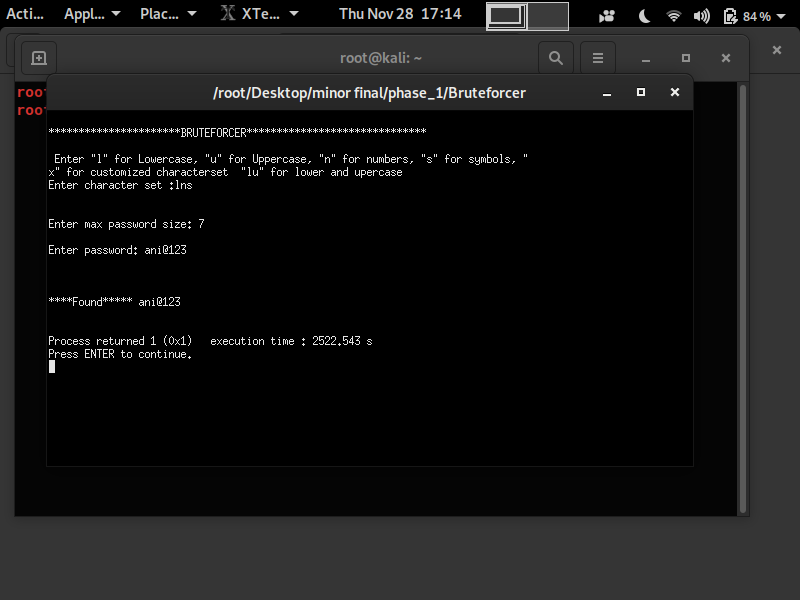 Acti... Appl... Plac... XTe... Thu Nov 28 17:14 84 %
root@kali: ~
roo
roo
/root/Desktop/minor final/phase_1/Bruteforcer
**********************BRUTEFORCER******************************
Enter "l" for Lowercase, "u" for Uppercase, "n" for numbers, "s" for symbols, "
x" for customized characterset  "lu" for lower and upercase
Enter character set :lns
Enter max password size: 7
Enter password: ani@123
****Found***** ani@123
Process returned 1 (0x1)   execution time : 2522.543 s
Press ENTER to continue.